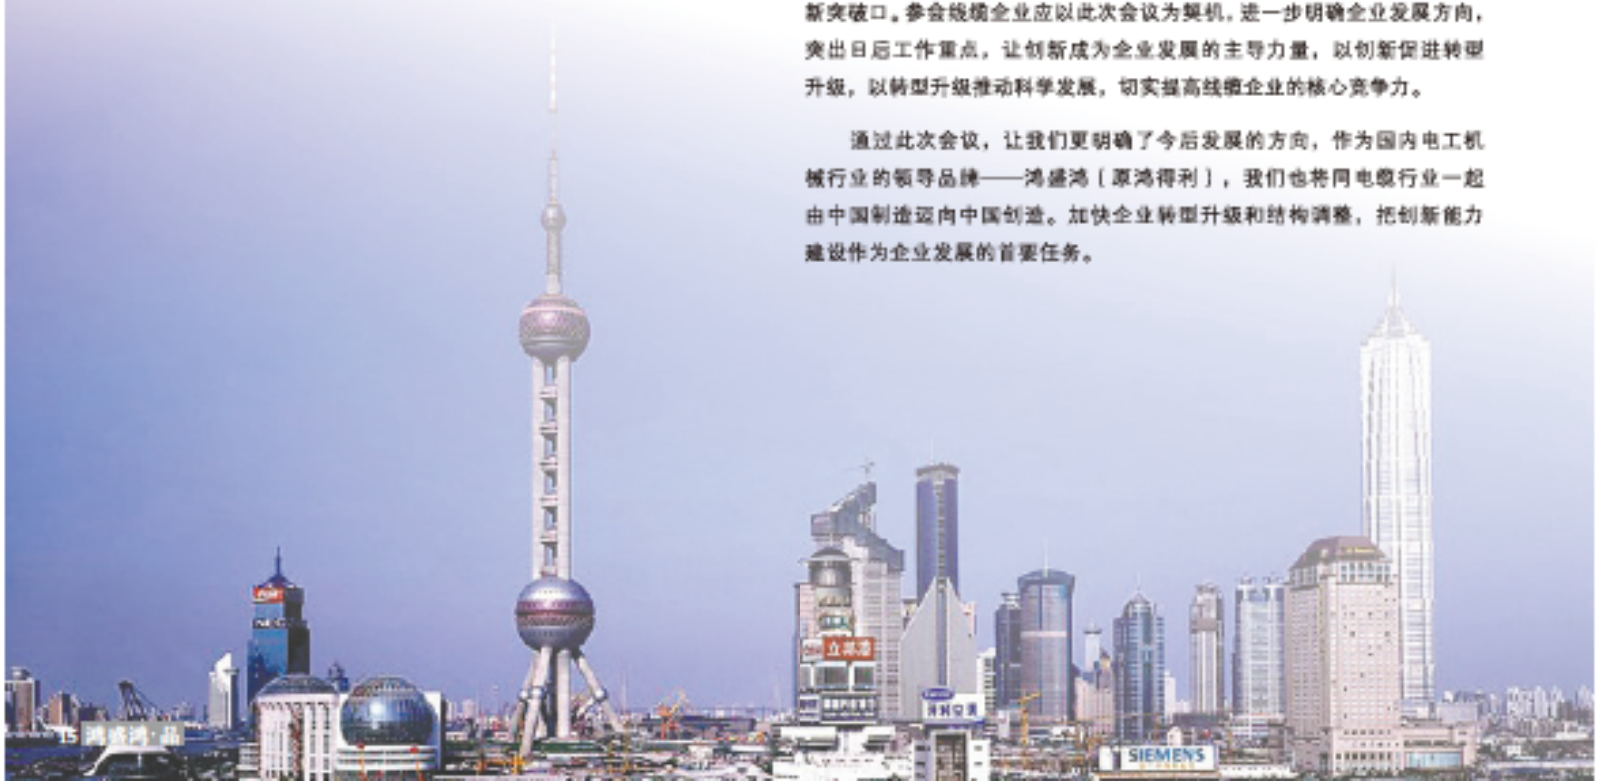 新突破口。参会线缆企业应以此次会议为契机，进一步明确企业发展方向，
突出日后工作重点，让创新成为企业发展的主导力量，以创新促进转型
升级，以转型升级推动科学发展，切实提高线缆企业的核心竞争力。
通过此次会议，让我们更明确了今后发展的方向，作为国内电工机
械行业的领导品牌——鸿盛鸿［原鸿得利］，我们也将同电缆行业一起
由中国制造迈向中国创造。加快企业转型升级和结构调整，把创新能力
建设作为企业发展的首要任务。
立邦漆
SIEMENS
15 鸿盛鸿·品